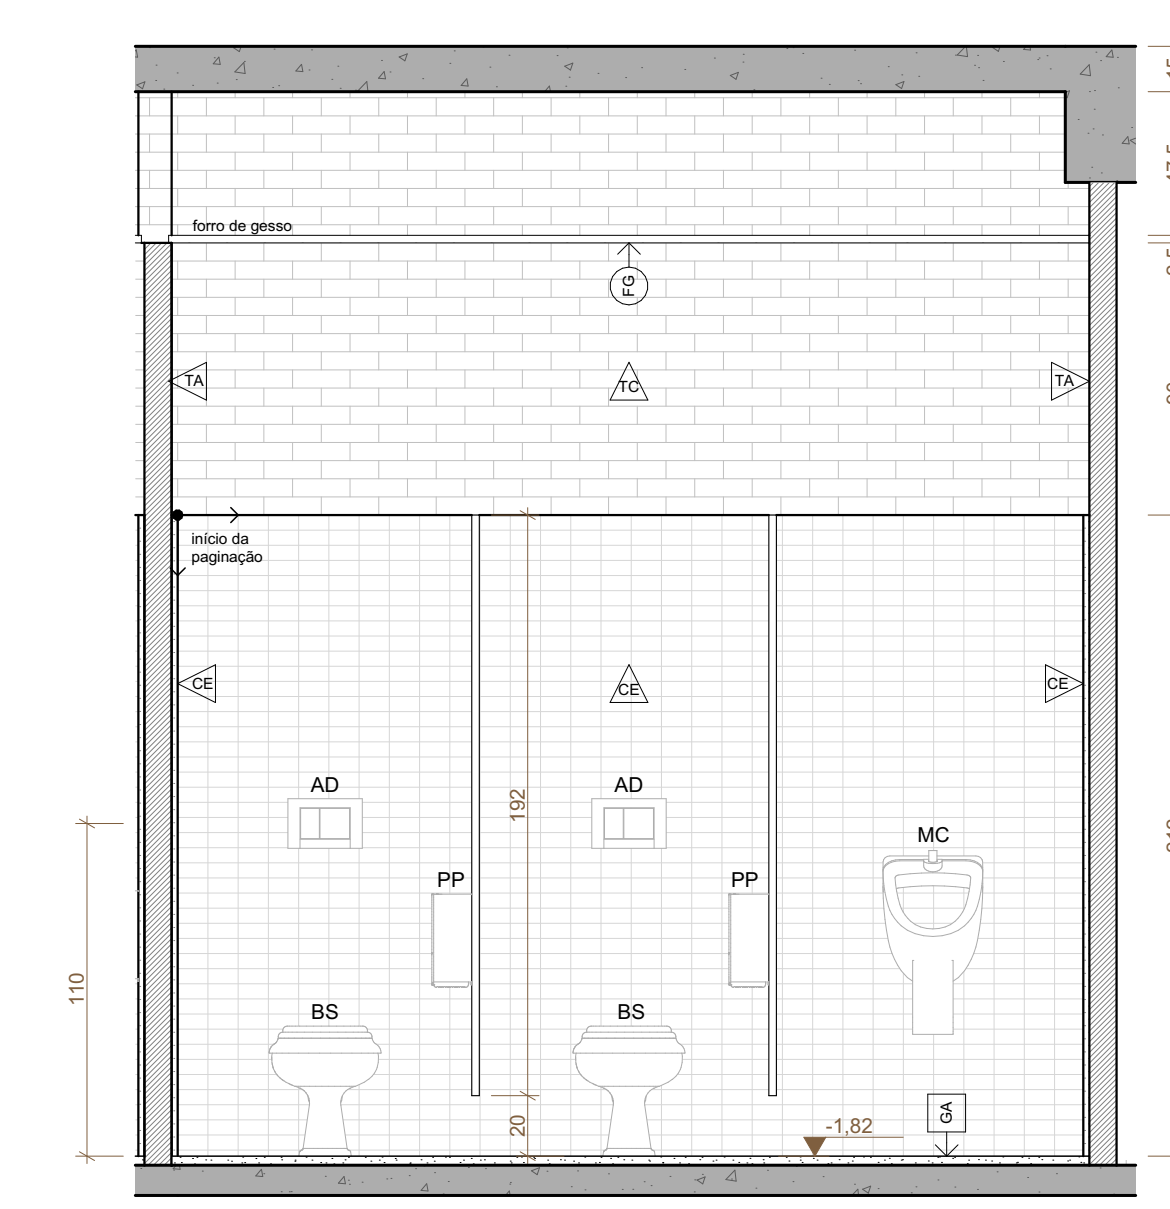 forro de gesso
FG
TA
TC
TA
início da
paginação
CE
CE
CE
AD
AD
192
MC
PP
PP
110
BS
BS
GA
20
-1,82